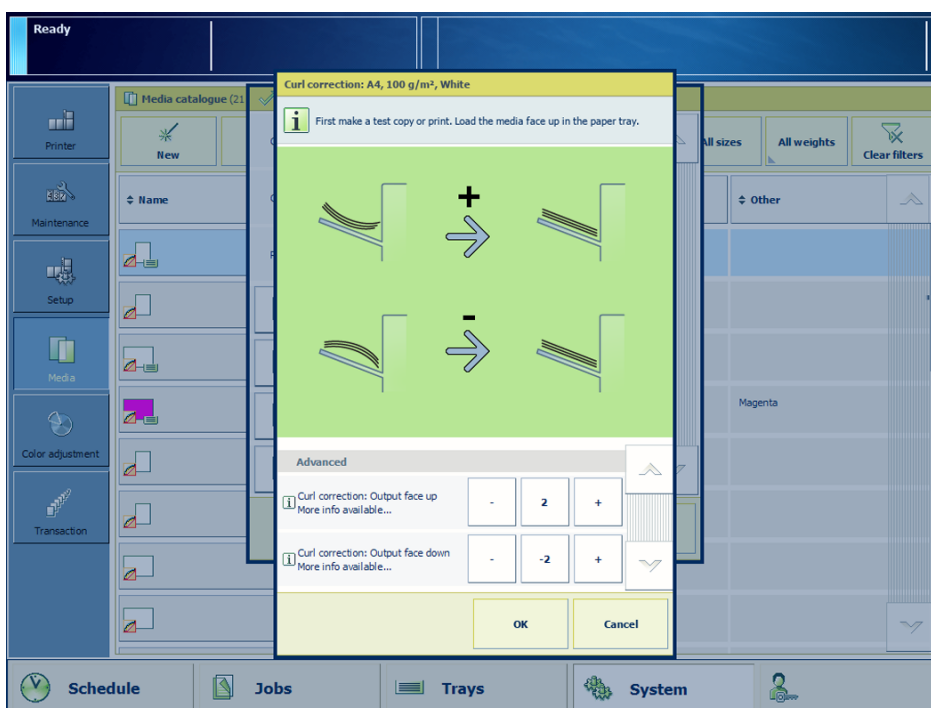 Ready
Curl correction: A4, 100 g/m², White
First make a test copy or print. Load the media face up in the paper tray.
Media catalogue (21
New
All sizes
All weights
Clear filters
Name
Other
Printer
Maintenance
Setup
Media
Color adjustment
Transaction
+
-
Magenta
Advanced
Curl correction: Output face up
More info available...
- 2 +
Curl correction: Output face down
More info available...
- -2 +
OK
Cancel
Schedule
Jobs
Trays
System